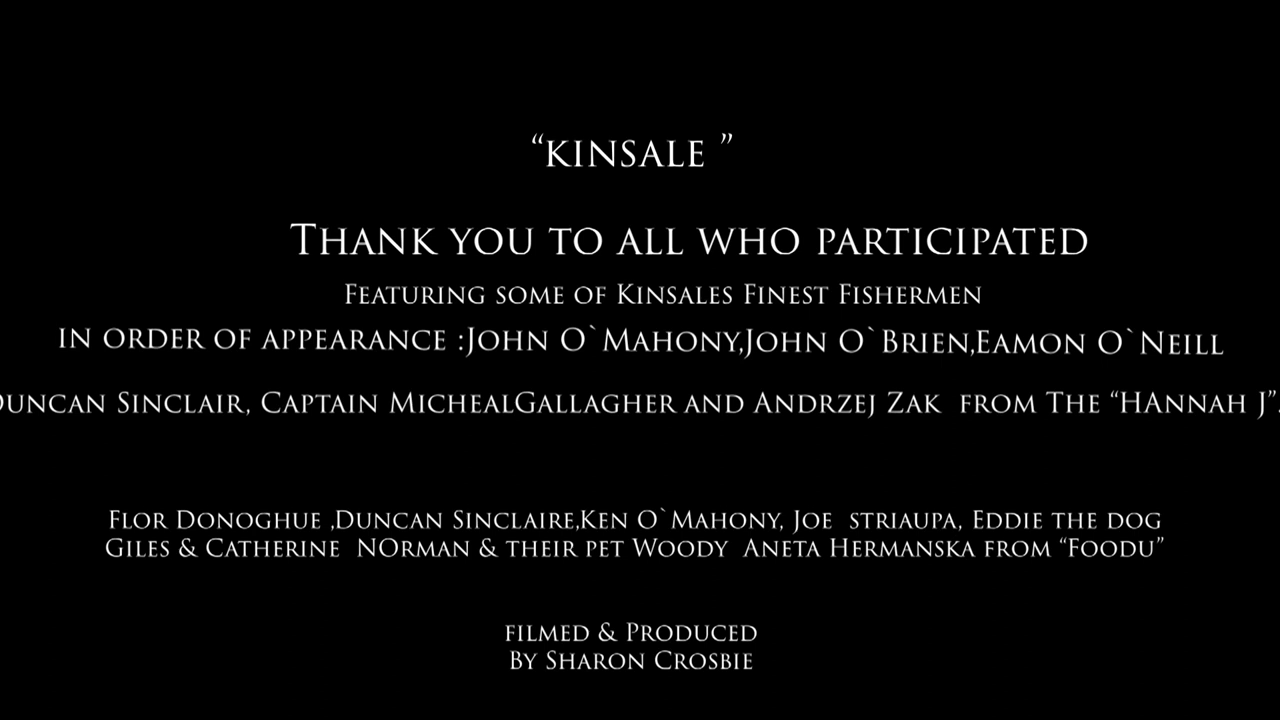 “KINSALE ”
THANK YOU TO ALL WHO PARTICIPATED
FEATURING SOME OF KINSALES FINEST FISHERMEN
IN ORDER OF APPEARANCE :JOHN O`MAHONY,JOHN O`BRIEN,EAMON O`NEILL
DUNCAN SINCLAIR, CAPTAIN MICHEALGALLAGHER AND ANDRZEJ ZAK FROM THE “HANNAH J”.
FLOR DONOGHUE ,DUNCAN SINCLAIRE,KEN O`MAHONY, JOE STRIAUPA, EDDIE THE DOG
GILES & CATHERINE NORMAN & THEIR PET WOODY ANETA HERMANSKA FROM “FOODU”
FILMED & PRODUCED
BY SHARON CROSBIE